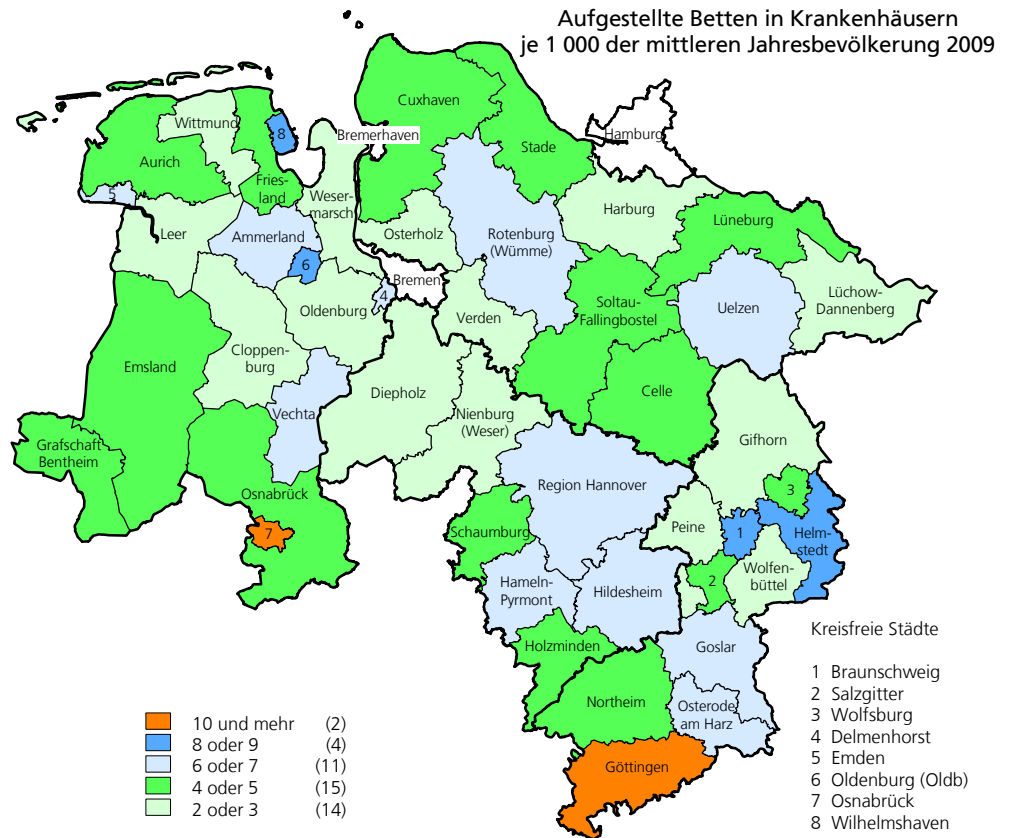 Aufgestellte Betten in Krankenhäusern
je 1 000 der mittleren Jahresbevölkerung 2009
Cuxhaven
Wittmund
8
Bremerhaven
Hamburg
Stade
Aurich
Fries-
land
5
Weser-
marsch
Harburg
Lüneburg
Leer
Ammerland
Osterholz
Rotenburg
(Wümme)
6
Bremen
4
Oldenburg
Verden
Soltau-
Fallingbostel
Uelzen
Lüchow-
Dannenberg
Emsland
Cloppen-
burg
Diepholz
Celle
Vechta
Nienburg
(Weser)
Gifhorn
Grafschaft
Bentheim
Osnabrück
Region Hannover
3
7
Schaumburg
Peine
1
Helm-
stedt
Hameln-
Pyrmont
Hildesheim
2
Wolfen-
büttel
Holzminden
Goslar
Northeim
Osterode
am Harz
Göttingen
10 und mehr (2)
8 oder 9 (4)
6 oder 7 (11)
4 oder 5 (15)
2 oder 3 (14)
Kreisfreie Städte
1 Braunschweig
2 Salzgitter
3 Wolfsburg
4 Delmenhorst
5 Emden
6 Oldenburg (Oldb)
7 Osnabrück
8 Wilhelmshaven